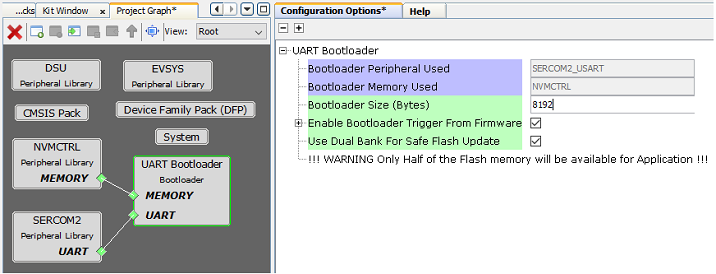 ...cks Kit Window x Project Graph* x
View: Root
DSU
Peripheral Library
EVSYS
Peripheral Library
CMSIS Pack
Device Family Pack (DFP)
System
NVMCTRL
Peripheral Library
MEMORY
UART Bootloader
Bootloader
MEMORY
UART
SERCOM2
Peripheral Library
UART
Configuration Options* Help
UART Bootloader
Bootloader Peripheral Used SERCOM2_USART
Bootloader Memory Used NVMCTRL
Bootloader Size (Bytes) 8192
Enable Bootloader Trigger From Firmware
Use Dual Bank For Safe Flash Update
!!! WARNING Only Half of the Flash memory will be available for Application !!!